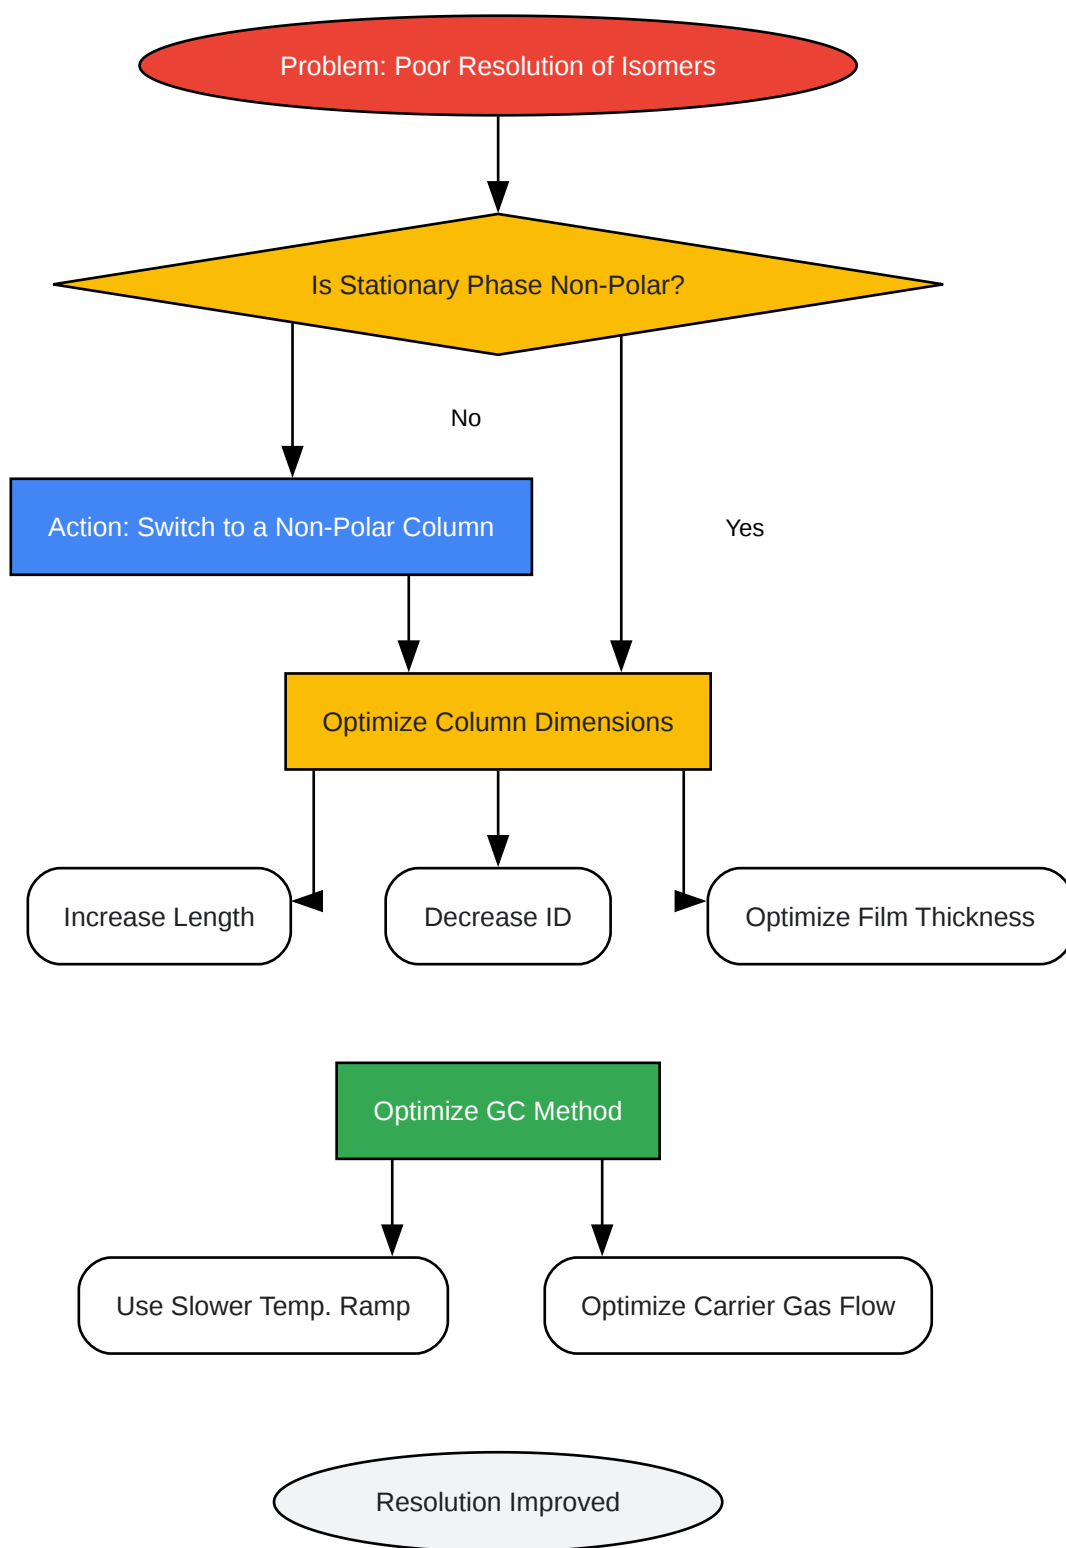 Problem: Poor Resolution of Isomers
Is Stationary Phase Non-Polar?
No
Action: Switch to a Non-Polar Column
Yes
Optimize Column Dimensions
Increase Length
Decrease ID
Optimize Film Thickness
Optimize GC Method
Use Slower Temp. Ramp
Optimize Carrier Gas Flow
Resolution Improved